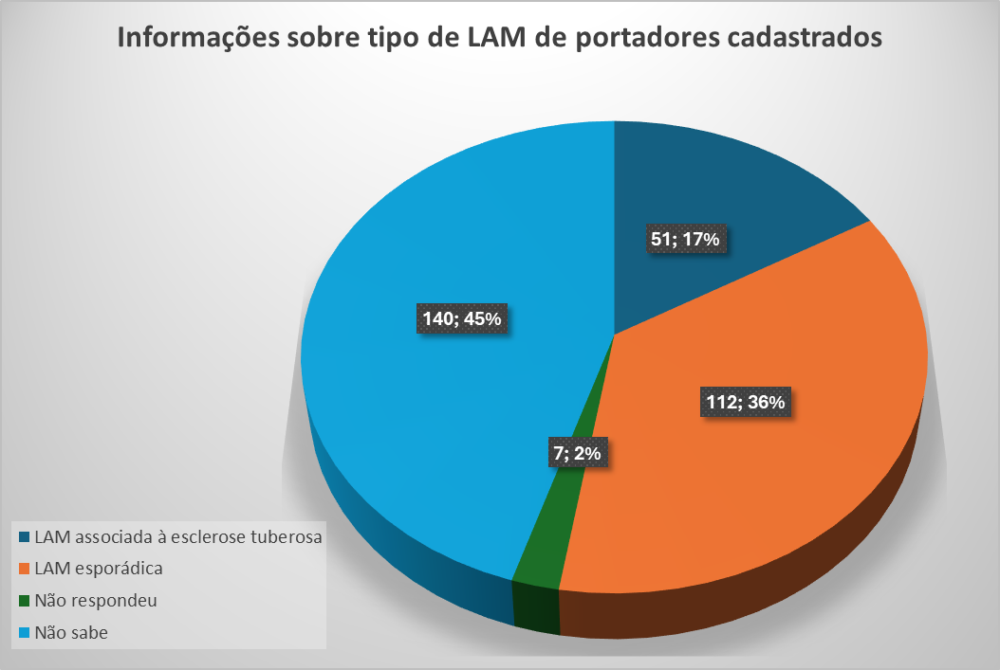 Informações sobre tipo de LAM de portadores cadastrados
51; 17%
140; 45%
112; 36%
7; 2%
LAM associada à esclerose tuberosa
LAM esporádica
Não respondeu
Não sabe